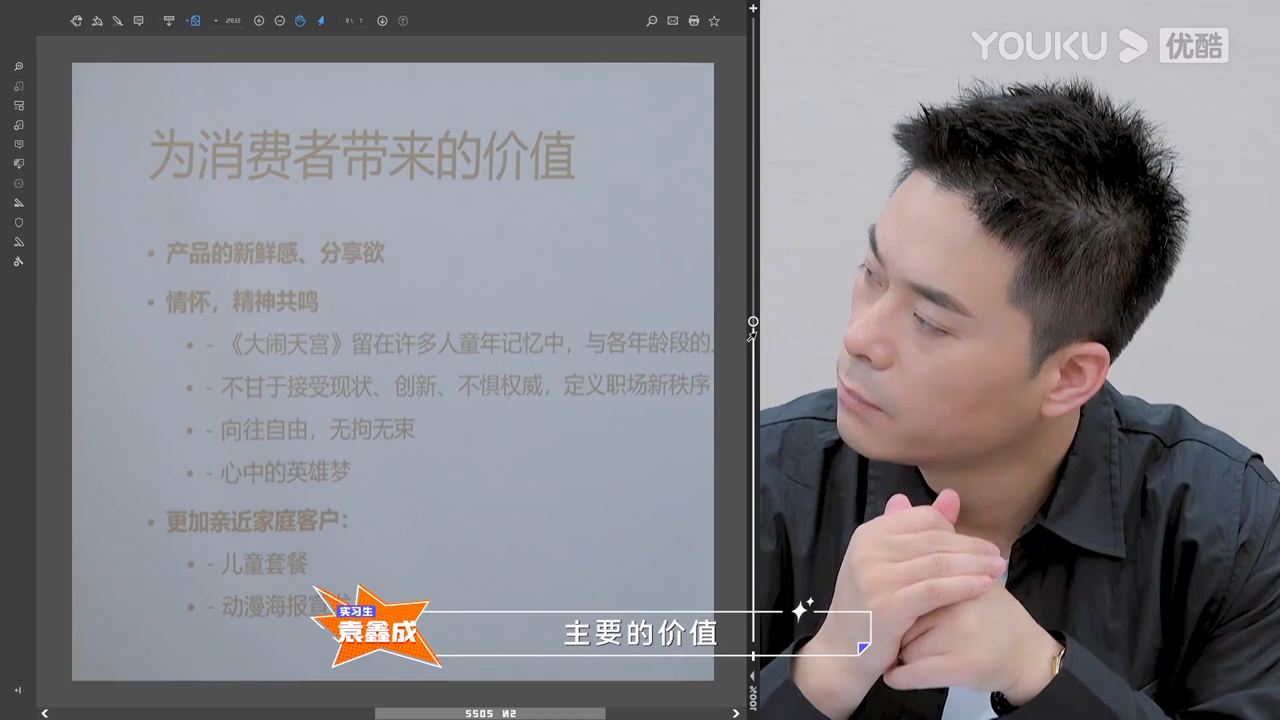 YOUKU 优酷
为消费者带来的价值
• 产品的新鲜感、分享欲
• 情怀，精神共鸣
• - 《大闹天宫》留在许多人童年记忆中，与各年龄段的
• - 不甘于接受现状、创新、不惧权威，定义职场新秩序
• - 向往自由，无拘无束
• - 心中的英雄梦
• 更加亲近家庭客户：
• - 儿童套餐
• - 动漫海报宣
实习生
袁鑫成
主要的价值